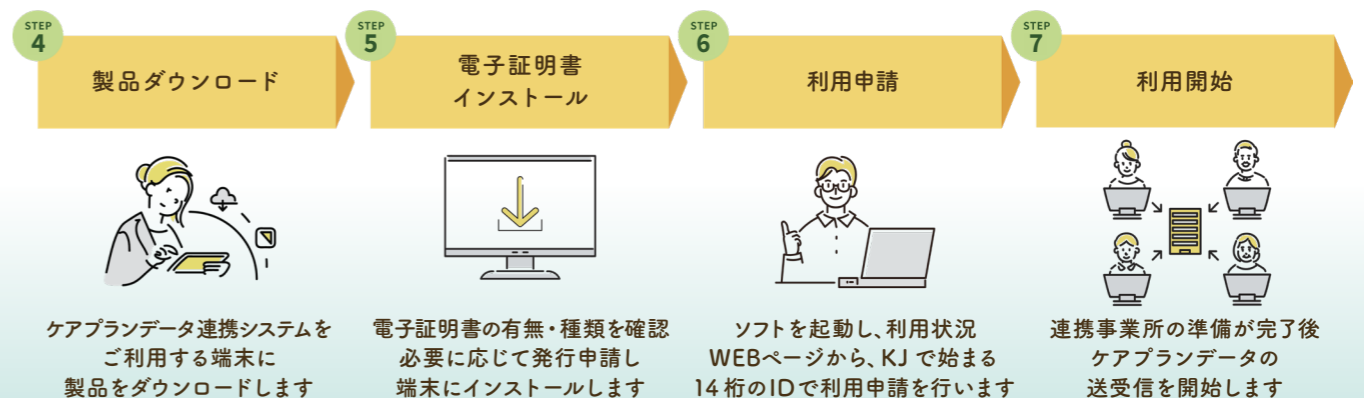 STEP
4
製品ダウンロード
ケアプランデータ連携システムを
ご利用する端末に
製品をダウンロードします
STEP
5
電子証明書
インストール
電子証明書の有無・種類を確認
必要に応じて発行申請し
端末にインストールします
STEP
6
利用申請
ソフトを起動し、利用状況
WEBページから、KJで始まる
14桁のIDで利用申請を行います
STEP
7
利用開始
連携事業所の準備が完了後
ケアプランデータの
送受信を開始します